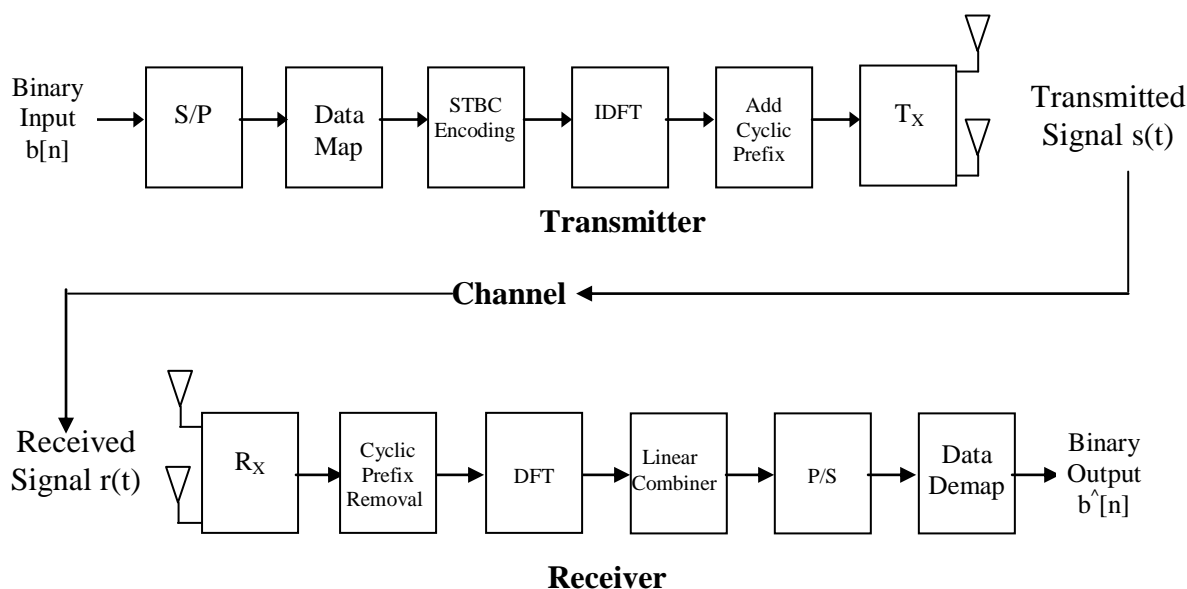 Binary
Input
b[n]
S/P
Data
Map
STBC
Encoding
IDFT
Add
Cyclic
Prefix
TX
Transmitted
Signal s(t)
Transmitter
Channel
Received
Signal r(t)
RX
Cyclic
Prefix
Removal
DFT
Linear
Combiner
P/S
Data
Demap
Binary
Output
b^[n]
Receiver